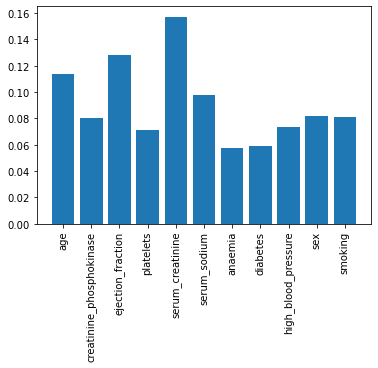 0.16
0.14
0.12
0.10
0.08
0.06
0.04
0.02
0.00
age
creatinine_phosphokinase
ejection_fraction
platelets
serum_creatinine
serum_sodium
anaemia
diabetes
high_blood_pressure
sex
smoking